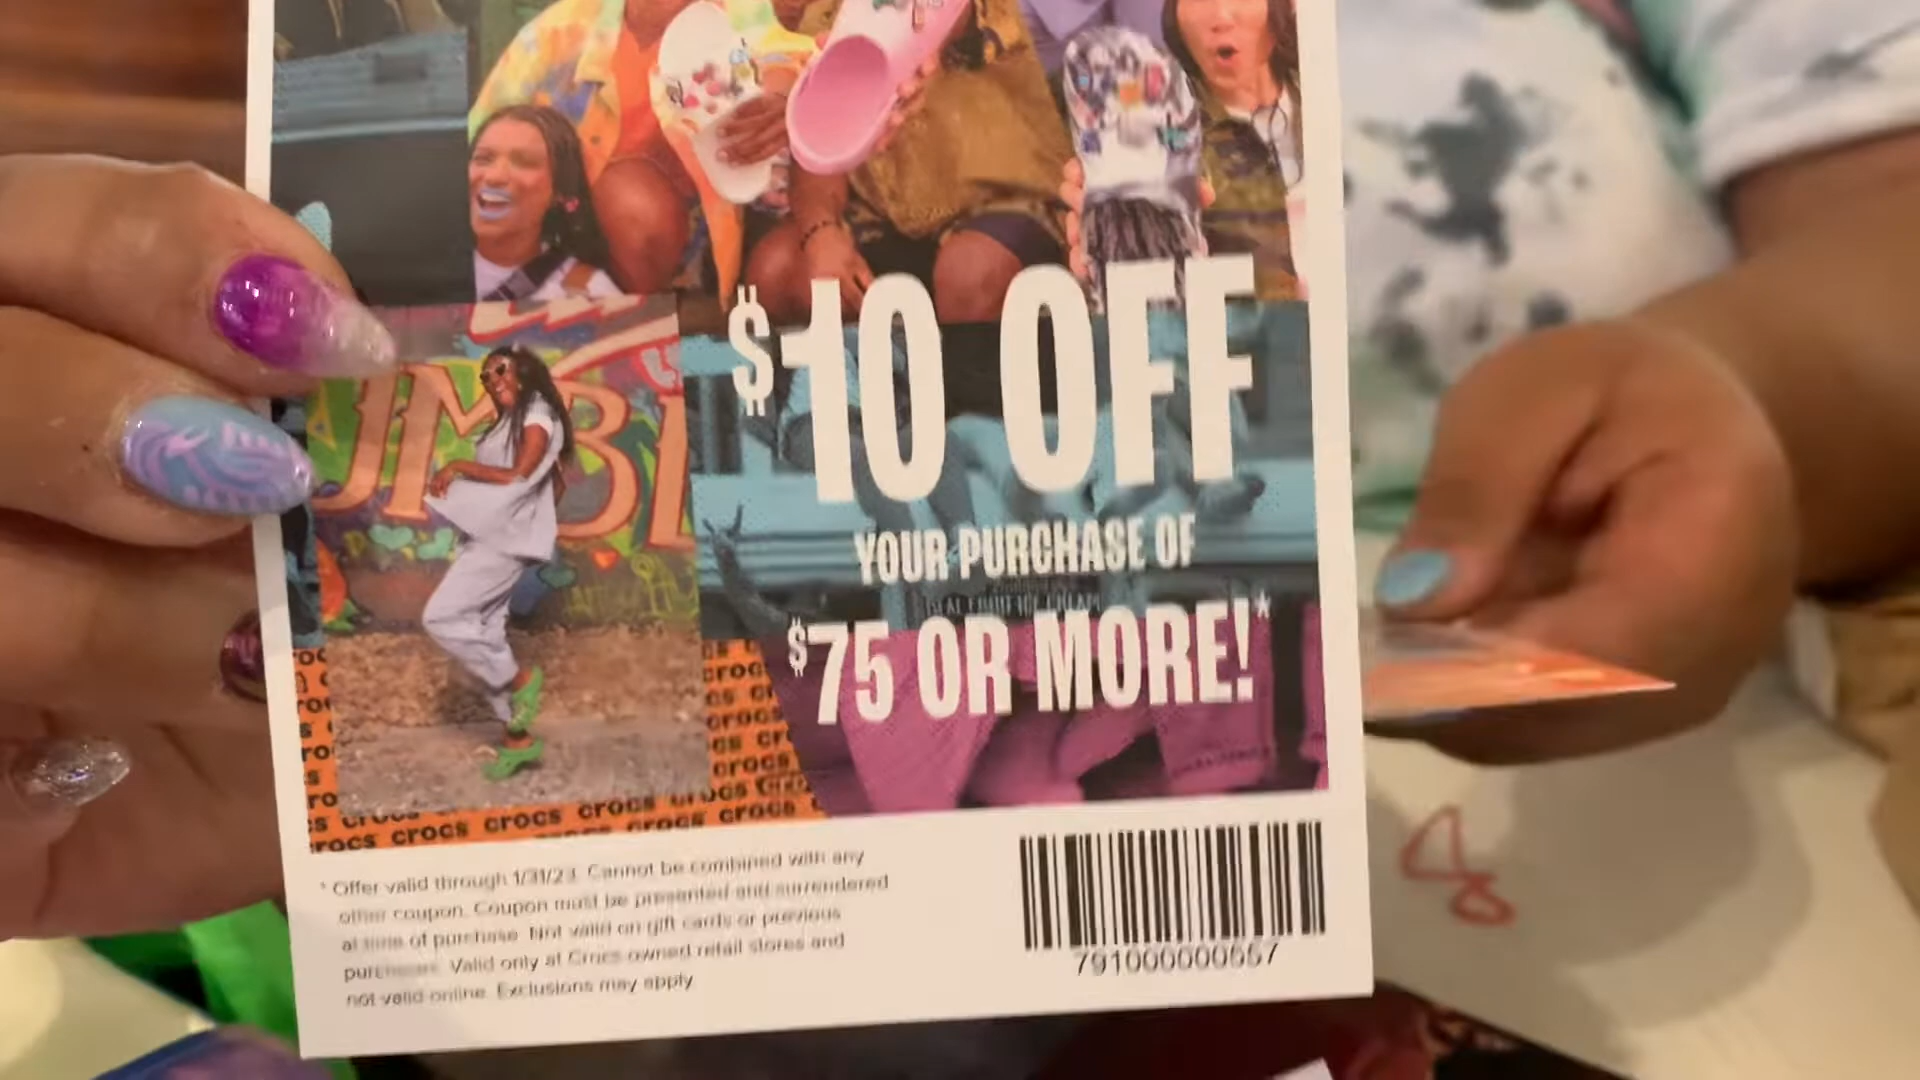 $10 OFF
YOUR PURCHASE OF
$75 OR MORE!*
UMBL
crocs crocs crocs crocs
crocs crocs crocs crocs crocs
* Offer valid through 1/31/23. Cannot be combined with any
other coupon. Coupon must be presented and surrendered
at time of purchase. Not valid on gift cards or previous
purchases. Valid only at Crocs owned retail stores and
not valid online. Exclusions may apply.
791000000557
8